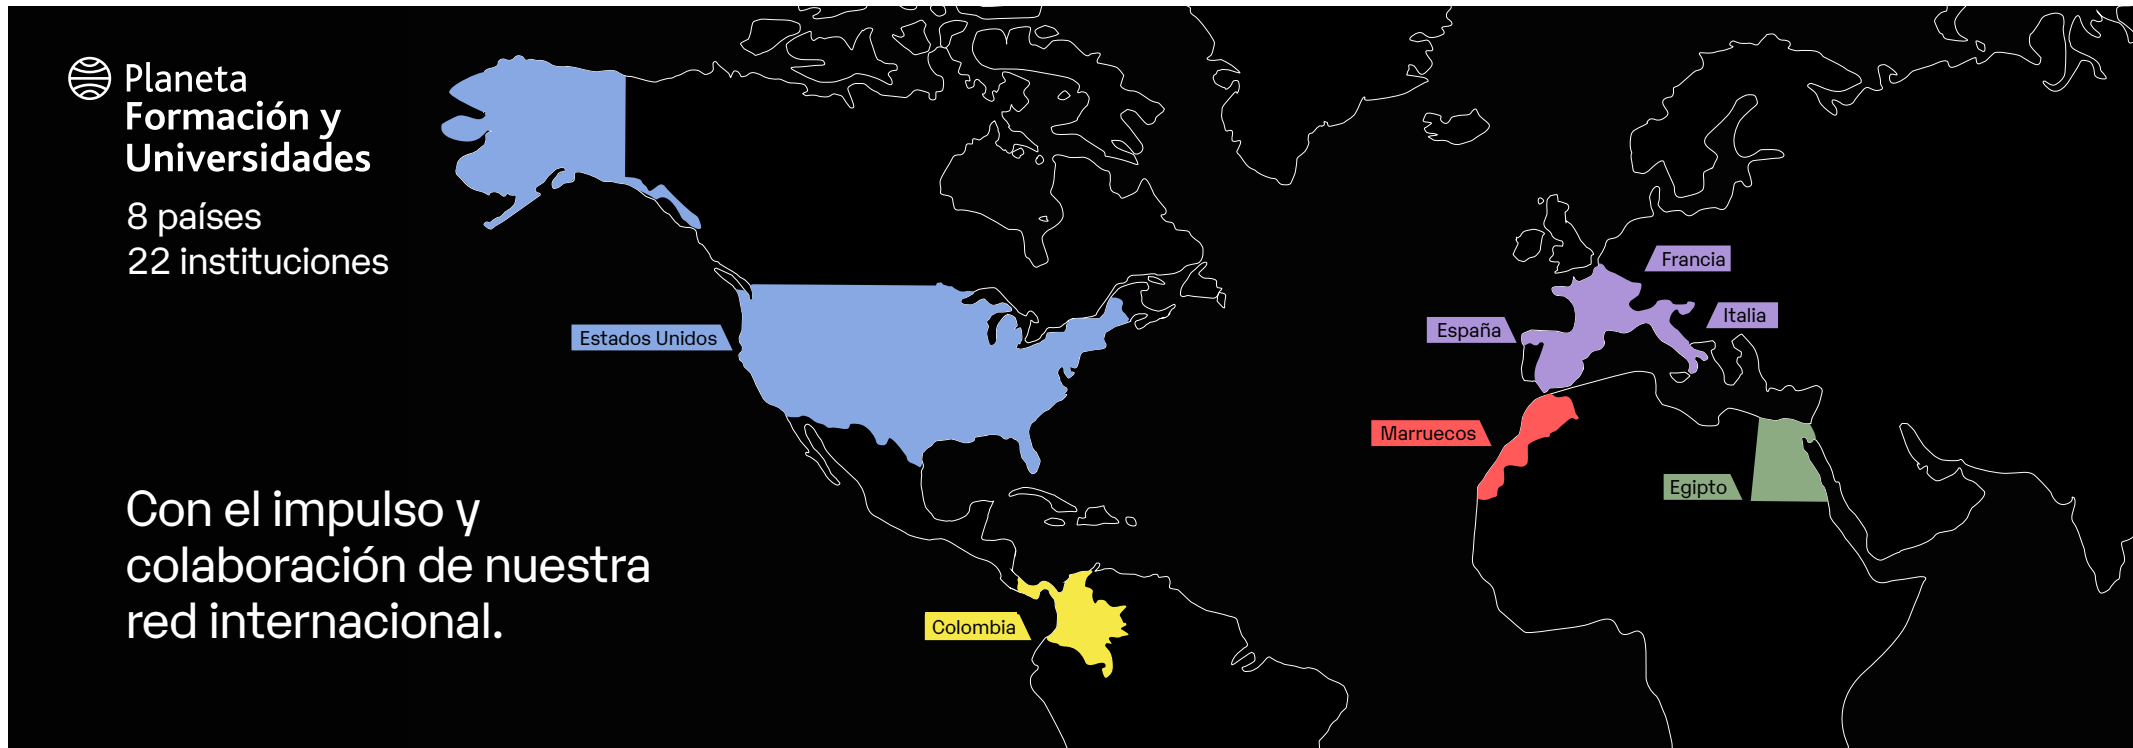 Planeta
Formación y
Universidades
8 países
22 instituciones
Francia
Italia
España
Estados Unidos
Marruecos
Egipto
Con el impulso y
colaboración de nuestra
red internacional.
Colombia